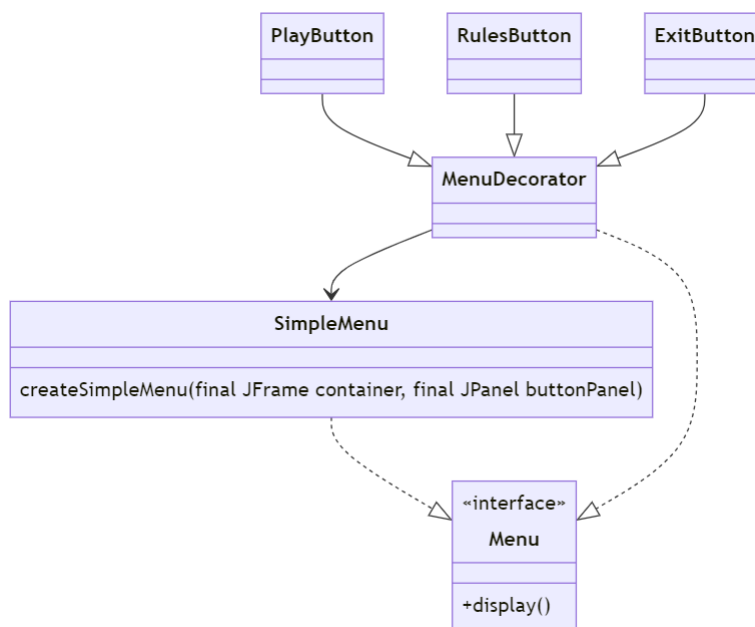 PlayButton
RulesButton
ExitButton
MenuDecorator
SimpleMenu
createSimpleMenu(final JFrame container, final JPanel buttonPanel)
«interface»
Menu
+display()